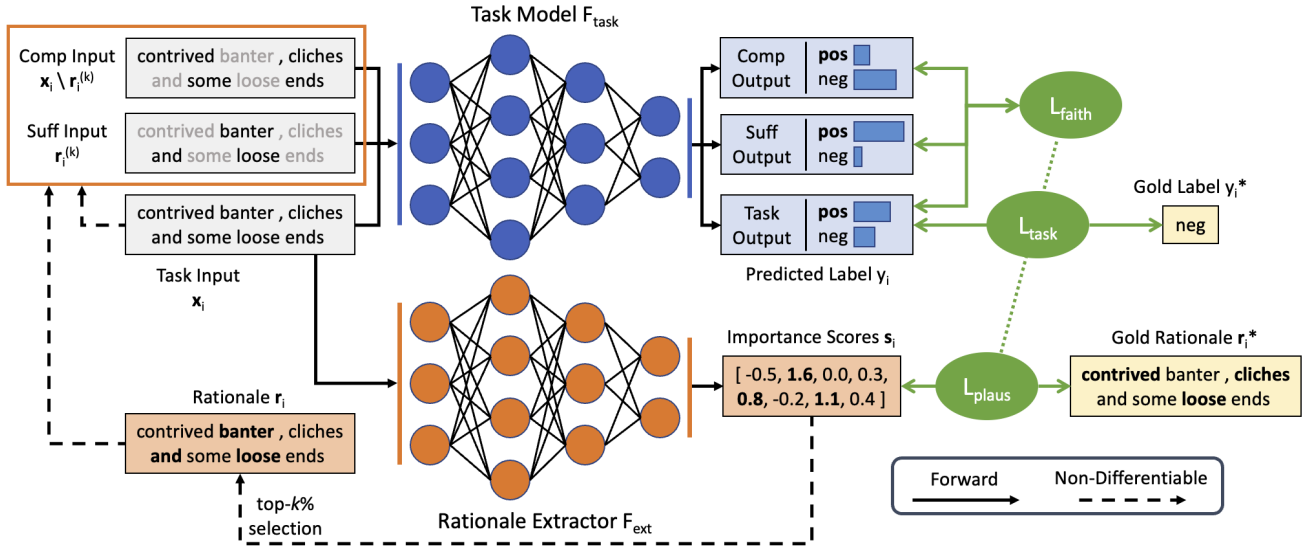 Task Model F_task
Comp Input
x_i \ r_i^(k)
contrived banter , cliches
and some loose ends
Suff Input
r_i^(k)
contrived banter, cliches
and some loose ends
contrived banter , cliches
and some loose ends
Task Input
x_i
Comp
Output
pos
neg
Suff
Output
pos
neg
Task
Output
pos
neg
Predicted Label y_i
L_faith
L_task
Gold Label y_i*
neg
Importance Scores s_i
[ -0.5, 1.6, 0.0, 0.3,
0.8, -0.2, 1.1, 0.4 ]
L_plaus
Gold Rationale r_i*
contrived banter , cliches
and some loose ends
Rationale r_i
contrived banter , cliches
and some loose ends
top-k%
selection
Rationale Extractor F_ext
Forward
Non-Differentiable